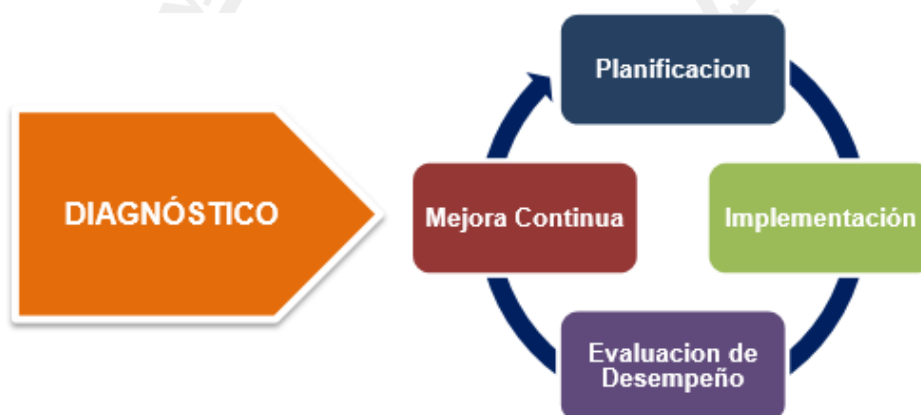 DIAGNÓSTICO
Planificacion
Implementación
Evaluacion de
Desempeño
Mejora Continua